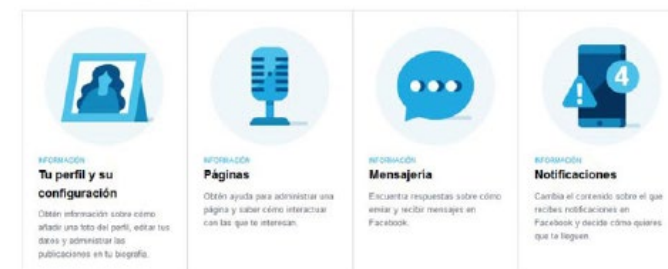 INFORMACIÓN
Tu perfil y su
configuración
Obtén información sobre cómo
añadir una foto del perfil, editar tus
datos y administrar las
publicaciones en tu biografía.
INFORMACIÓN
Páginas
Obtén ayuda para administrar una
página y saber cómo interactuar
con las que te interesan.
INFORMACIÓN
Mensajería
Encuentra respuestas sobre cómo
enviar y recibir mensajes en
Facebook.
4
!
INFORMACIÓN
Notificaciones
Cambia el contenido sobre el que
recibes notificaciones en
Facebook y decide cómo quieres
que te lleguen.